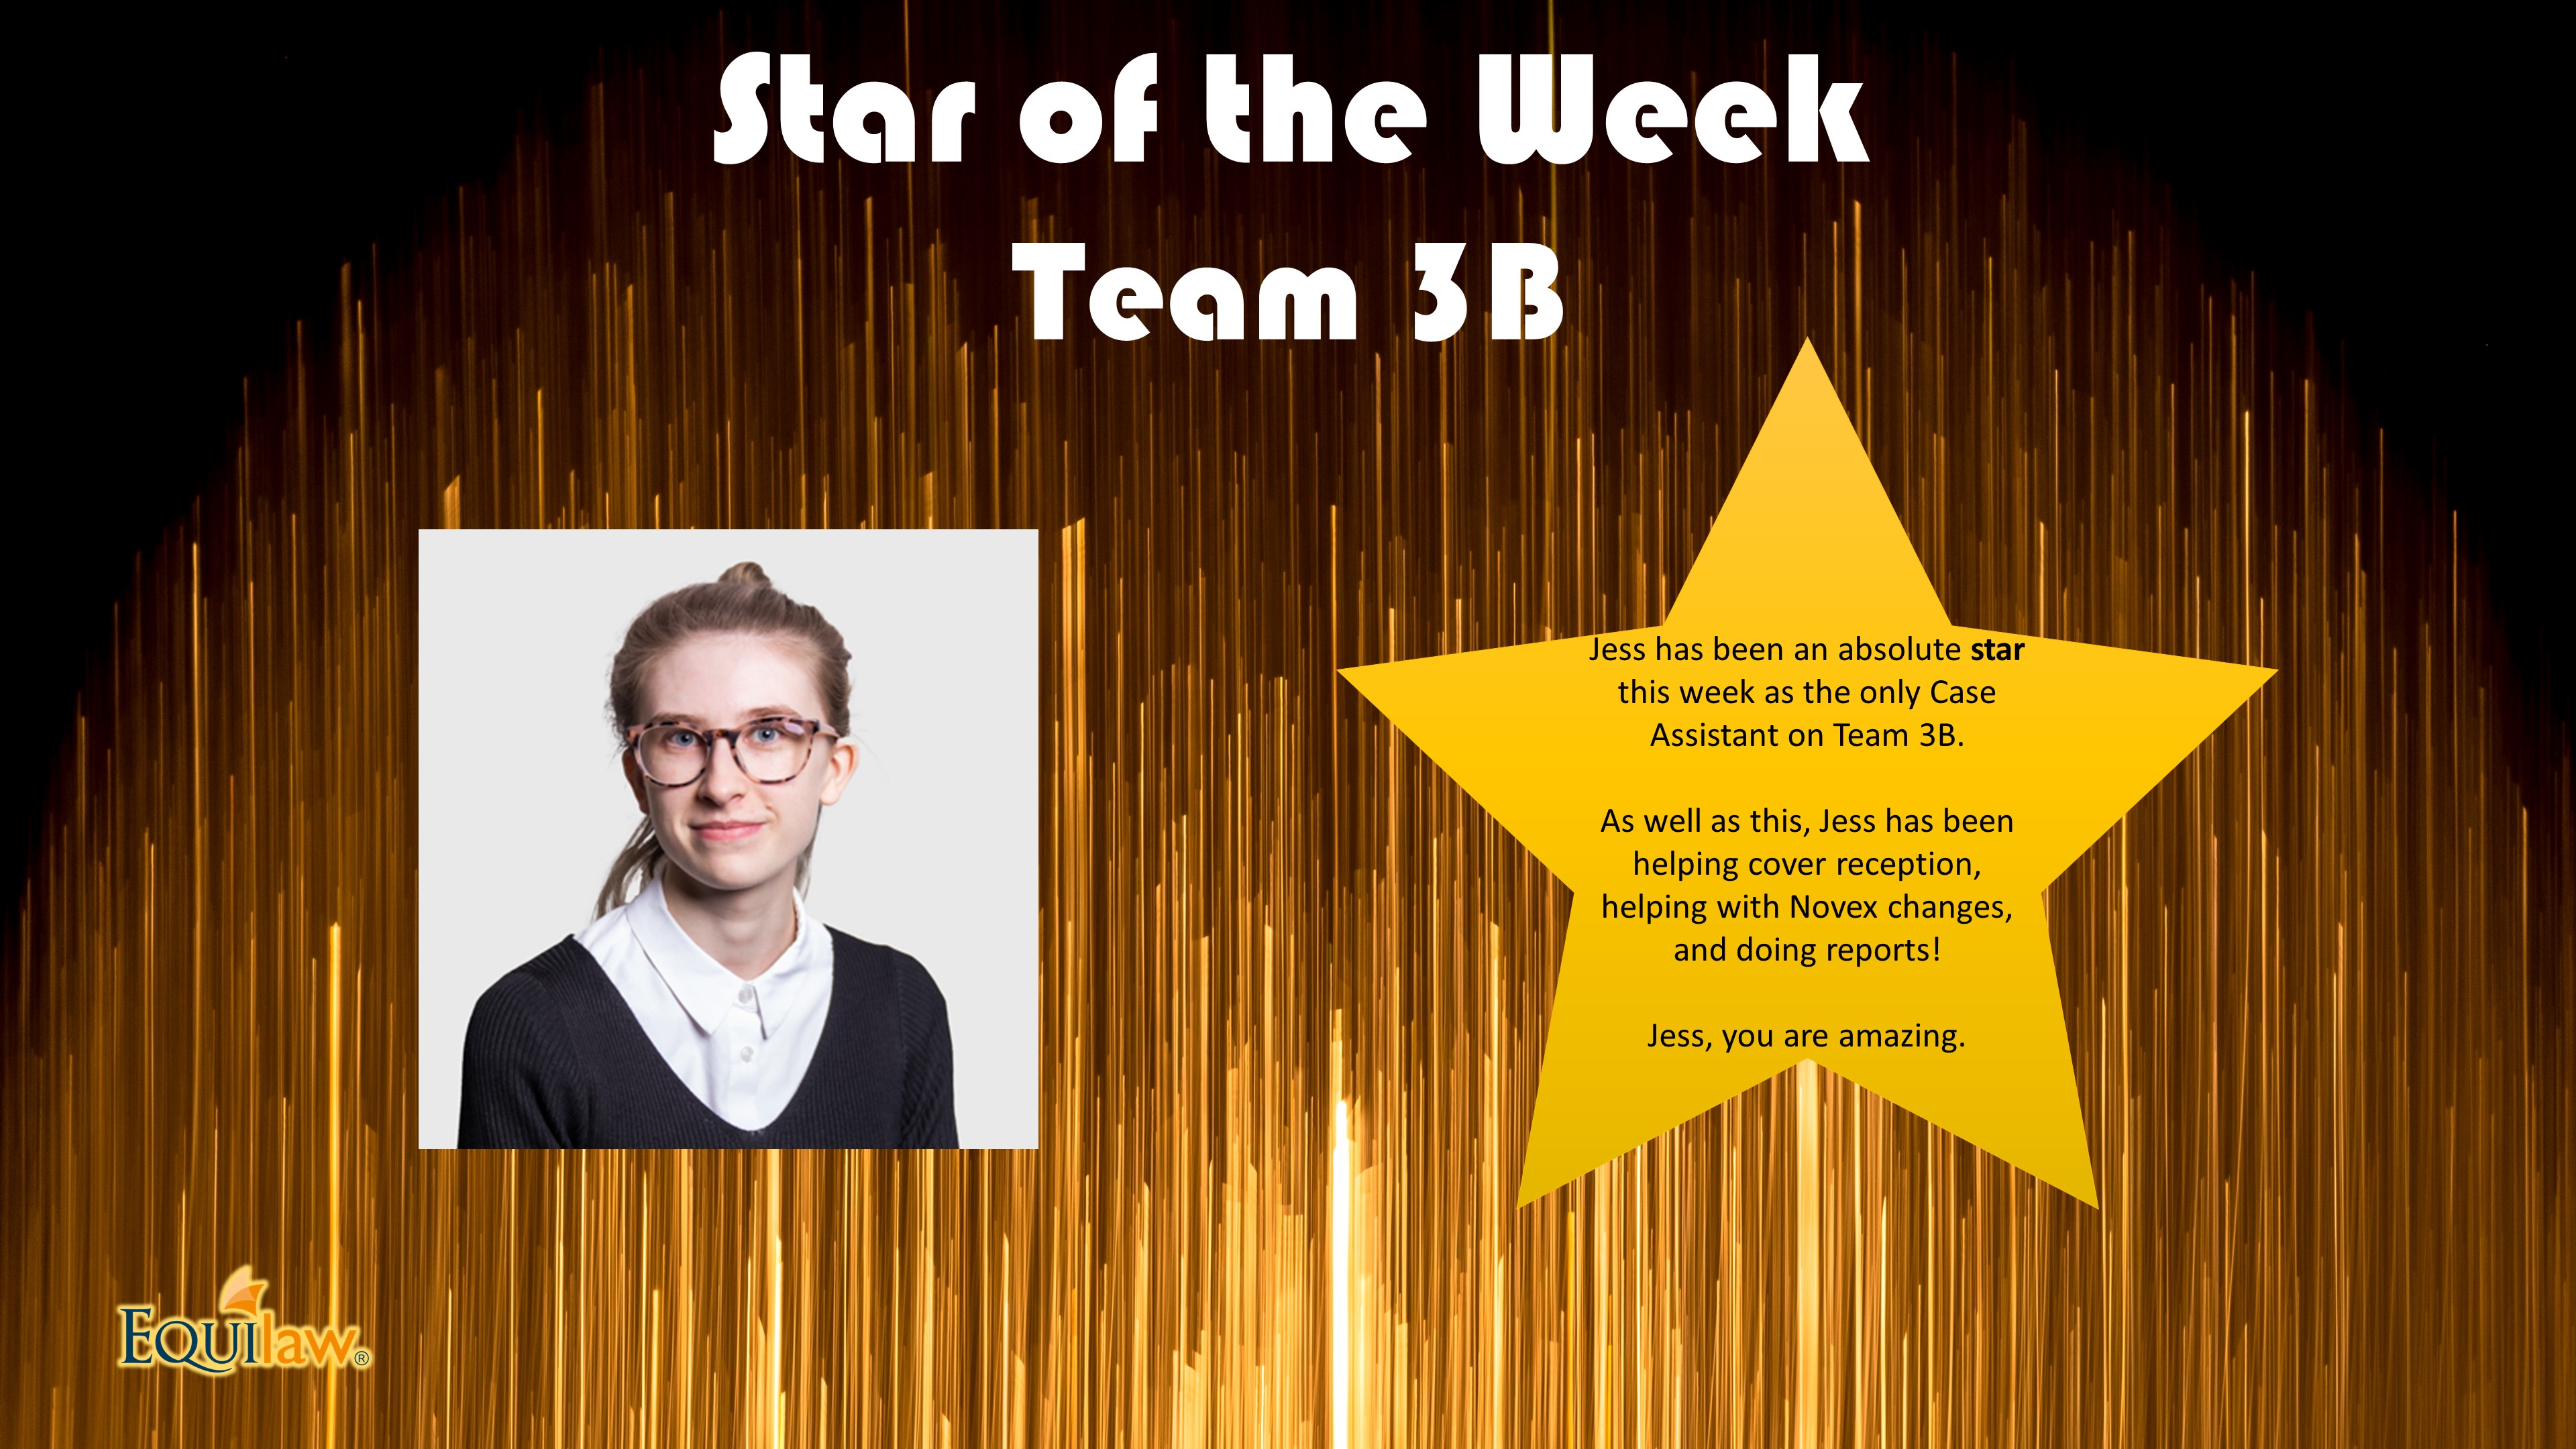 Star of the Week
Team 3B
Jess has been an absolute star
this week as the only Case
Assistant on Team 3B.
As well as this, Jess has been
helping cover reception,
helping with Novex changes,
and doing reports!
Jess, you are amazing.
EQUIlaw®